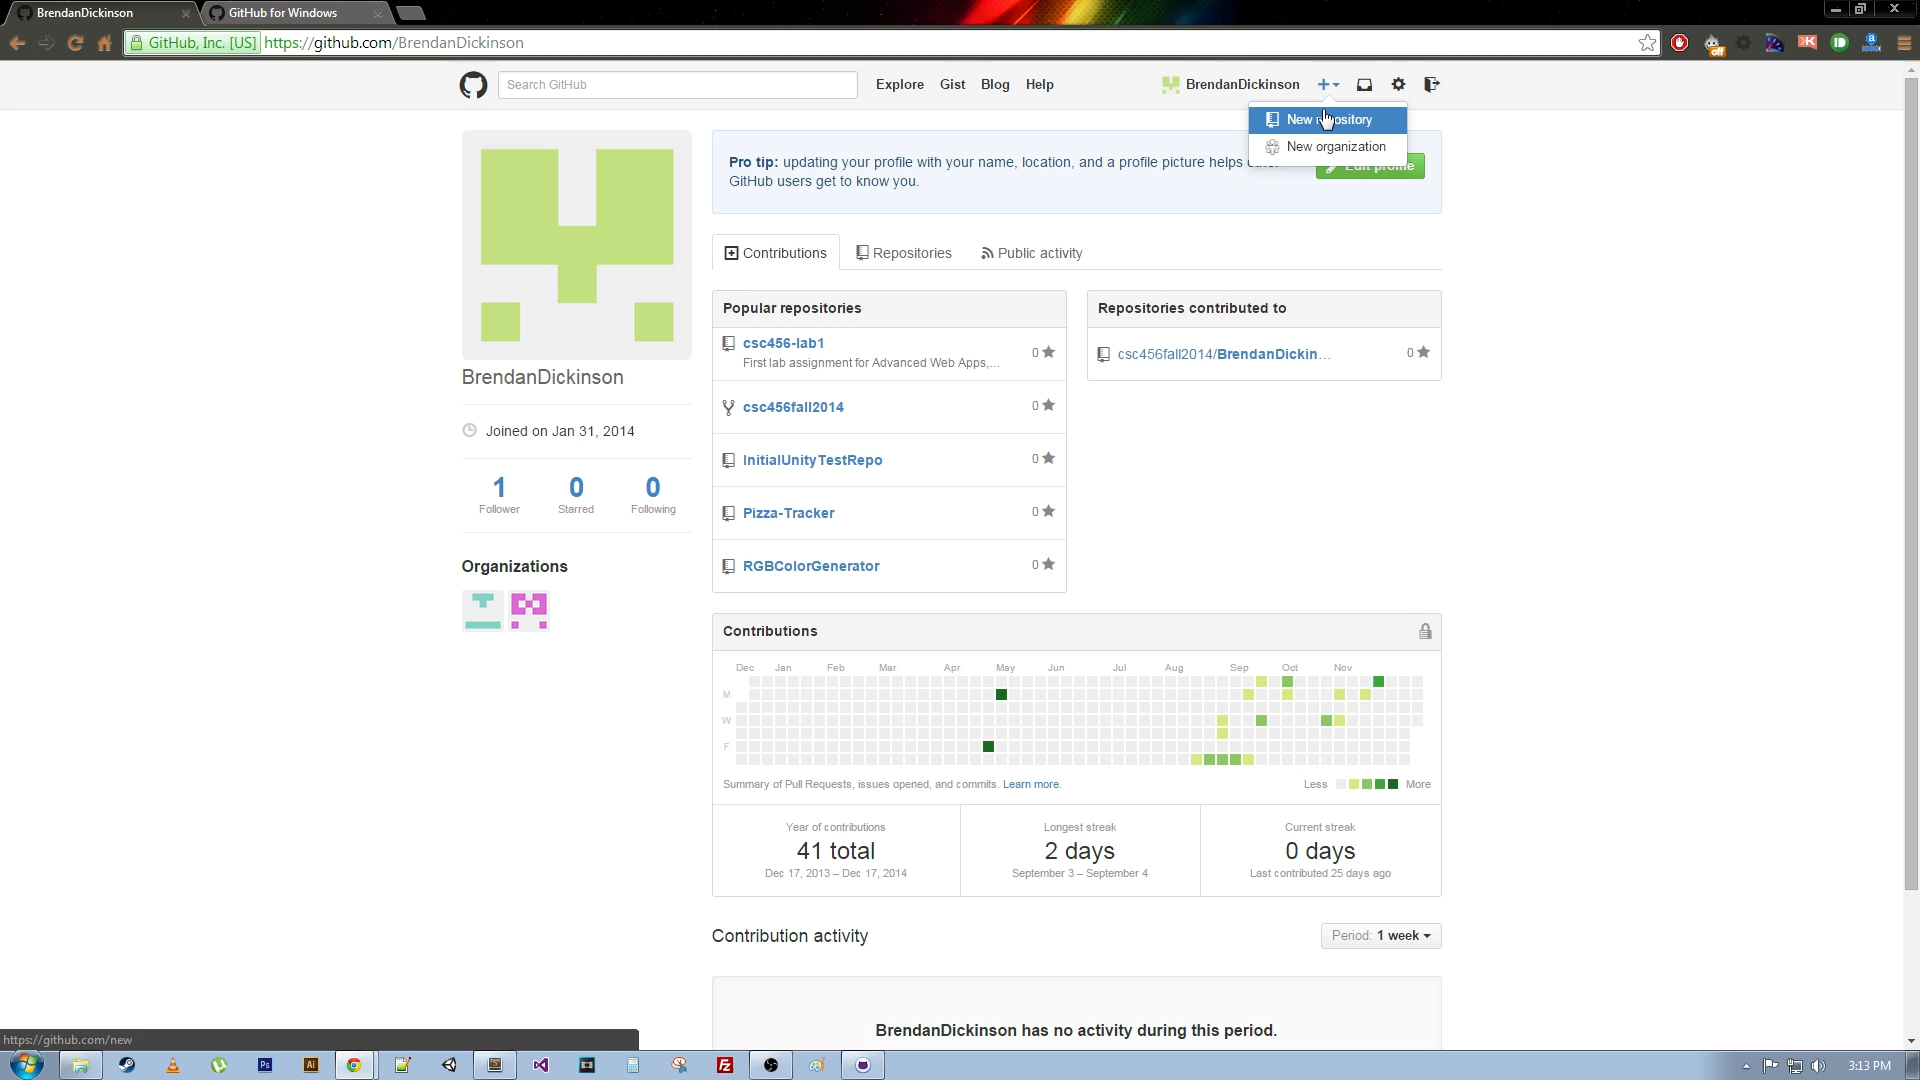 BrendanDickinson
GitHub for Windows
GitHub, Inc. [US] https://github.com/BrendanDickinson
Search GitHub
Explore Gist Blog Help
BrendanDickinson
New repository
New organization
Pro tip: updating your profile with your name, location, and a profile picture helps
GitHub users get to know you.
Edit profile
Contributions Repositories Public activity
Popular repositories
csc456-lab1
First lab assignment for Advanced Web Apps,...
0
csc456fall2014 0
InitialUnityTestRepo 0
Pizza-Tracker 0
RGBColorGenerator 0
Repositories contributed to
csc456fall2014/BrendanDickin... 0
BrendanDickinson
Joined on Jan 31, 2014
1 0 0
Follower Starred Following
Organizations
Contributions
Dec Jan Feb Mar Apr May Jun Jul Aug Sep Oct Nov
M
W
F
Summary of Pull Requests, issues opened, and commits. Learn more.
Less More
Year of contributions
41 total
Dec 17, 2013 – Dec 17, 2014
Longest streak
2 days
September 3 – September 4
Current streak
0 days
Last contributed 25 days ago
Contribution activity
Period: 1 week
BrendanDickinson has no activity during this period.
https://github.com/new
Ps
Ai
Fz
3:13 PM